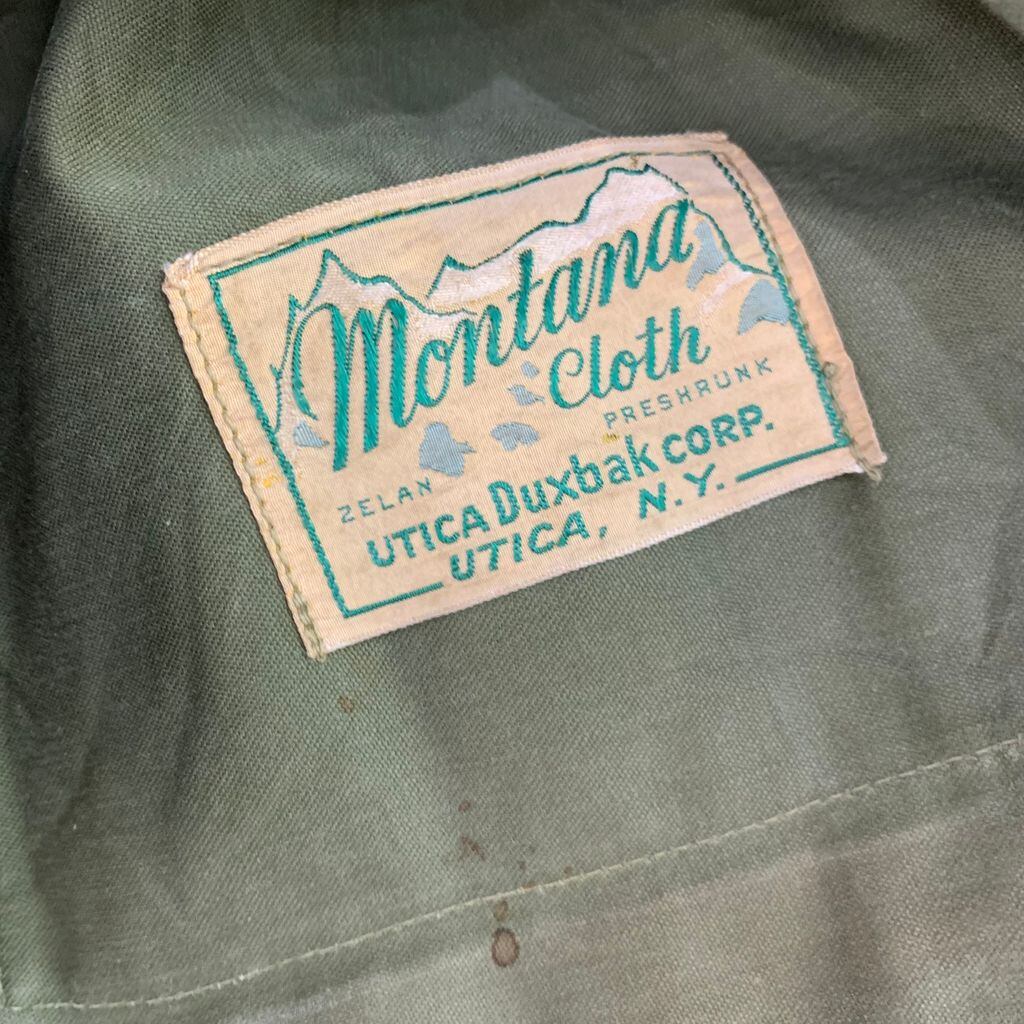 Montana
Cloth
ZELAN PRESHRUNK
UTICA Duxbak CORP.
UTICA, N.Y.